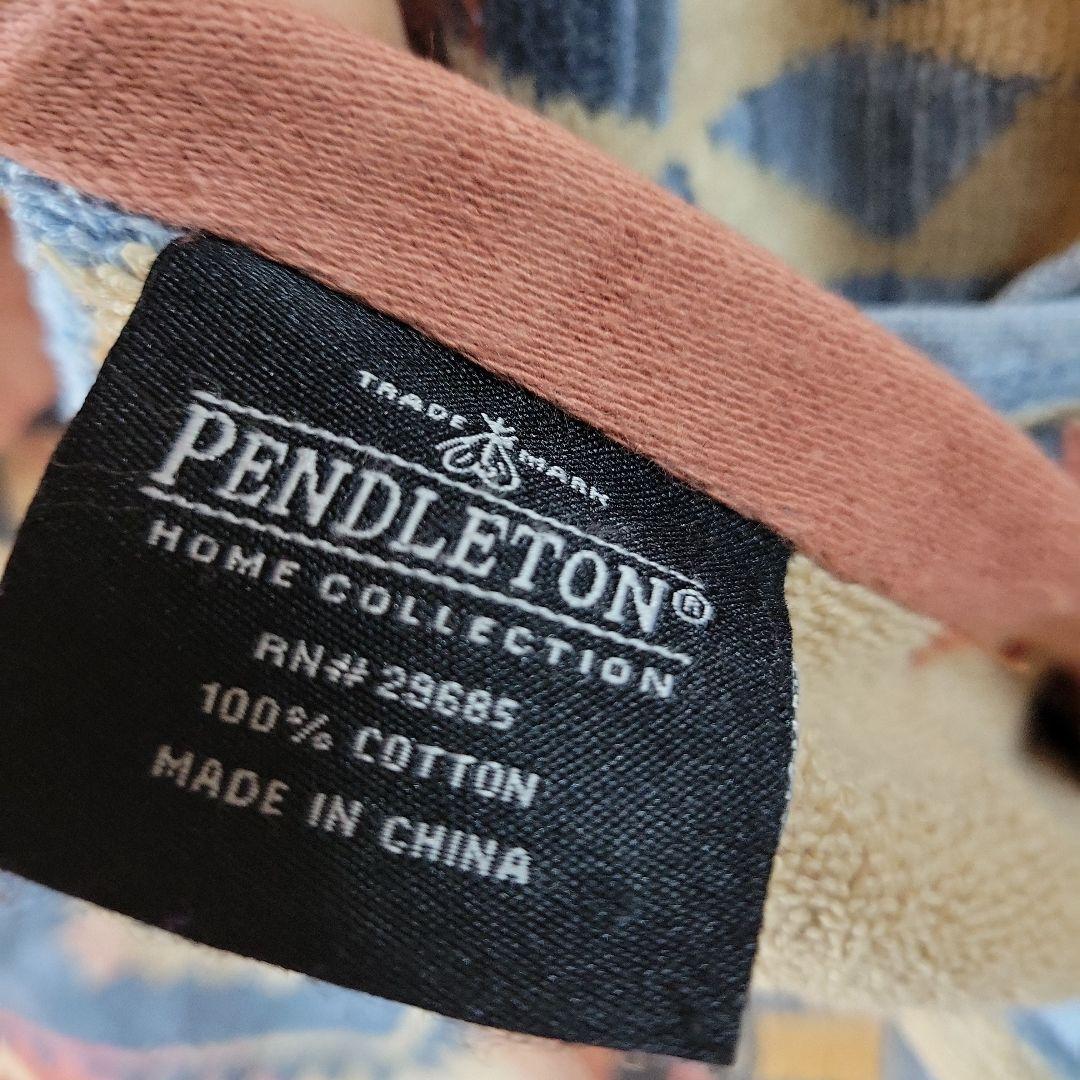 TRADE MARK
PENDLETON®
HOME COLLECTION
RN# 29685
100% COTTON
MADE IN CHINA